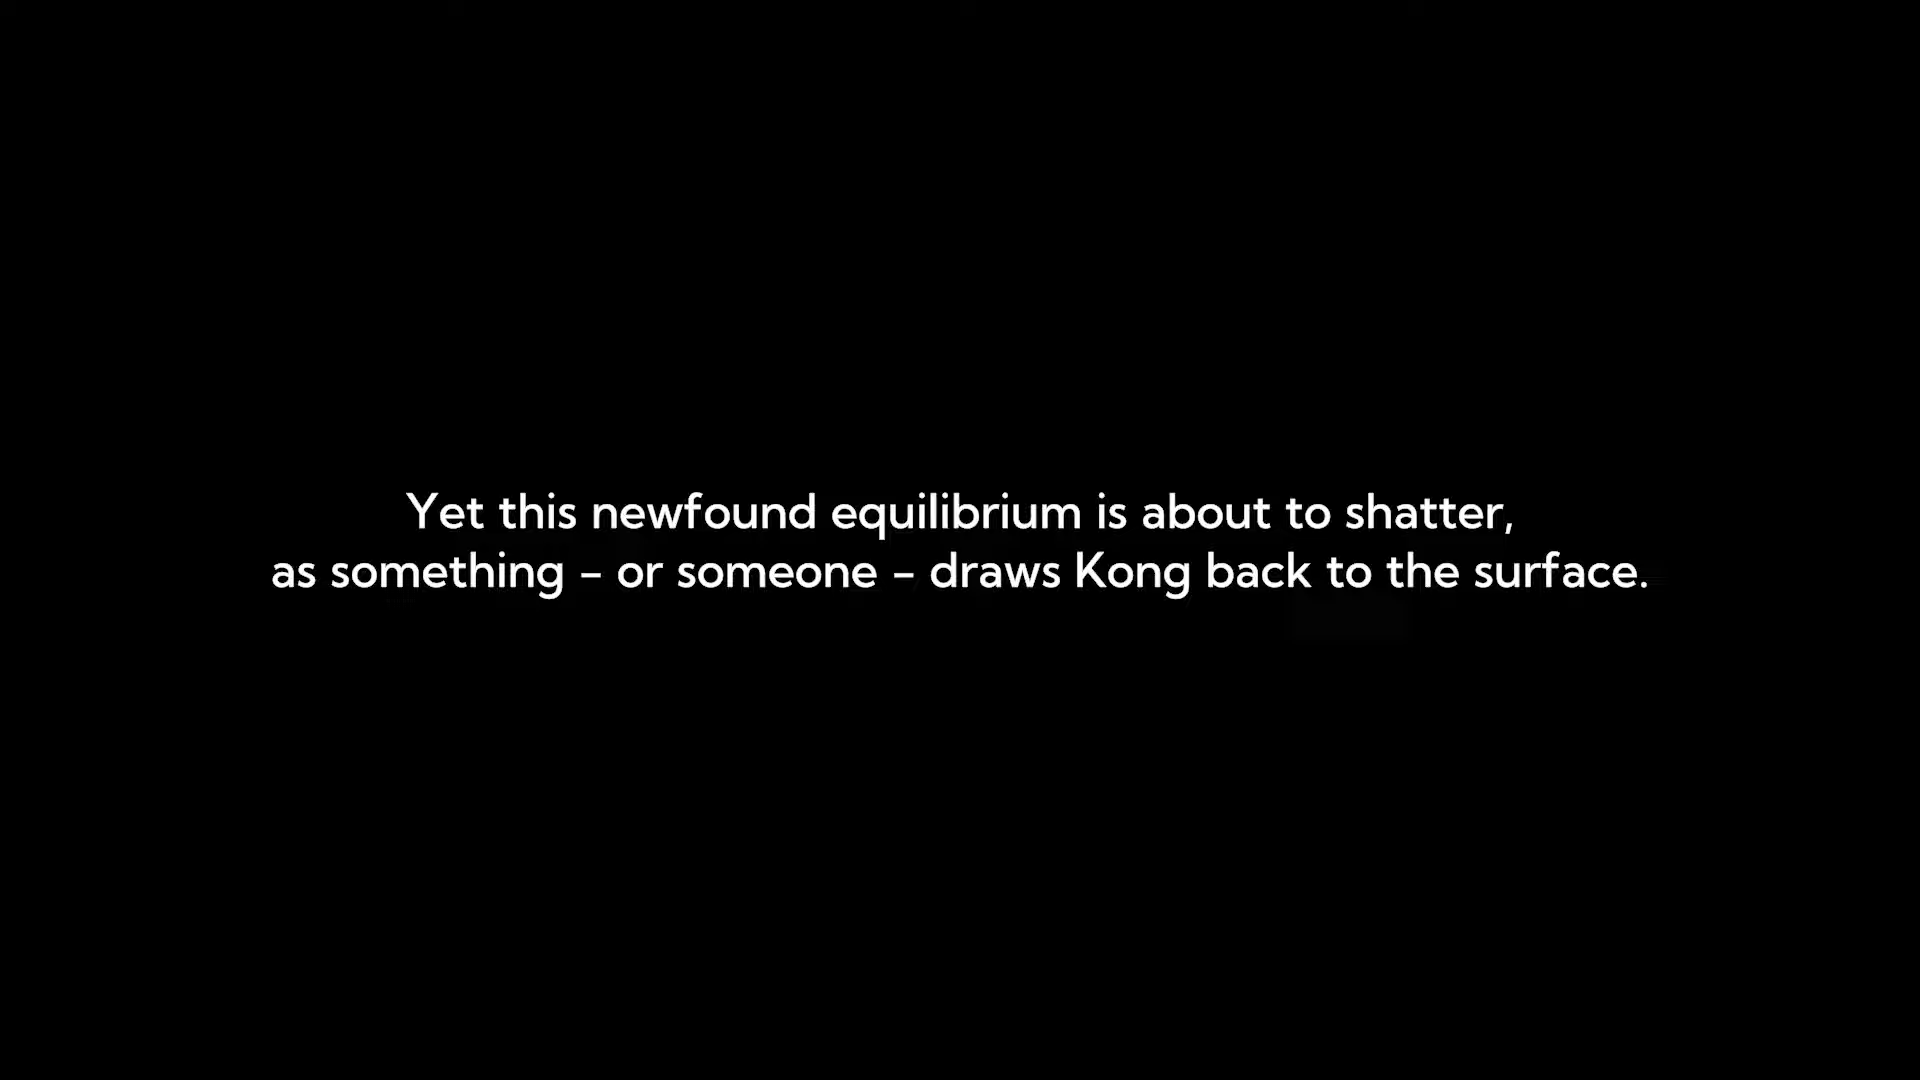 Yet this newfound equilibrium is about to shatter,
as something – or someone – draws Kong back to the surface.